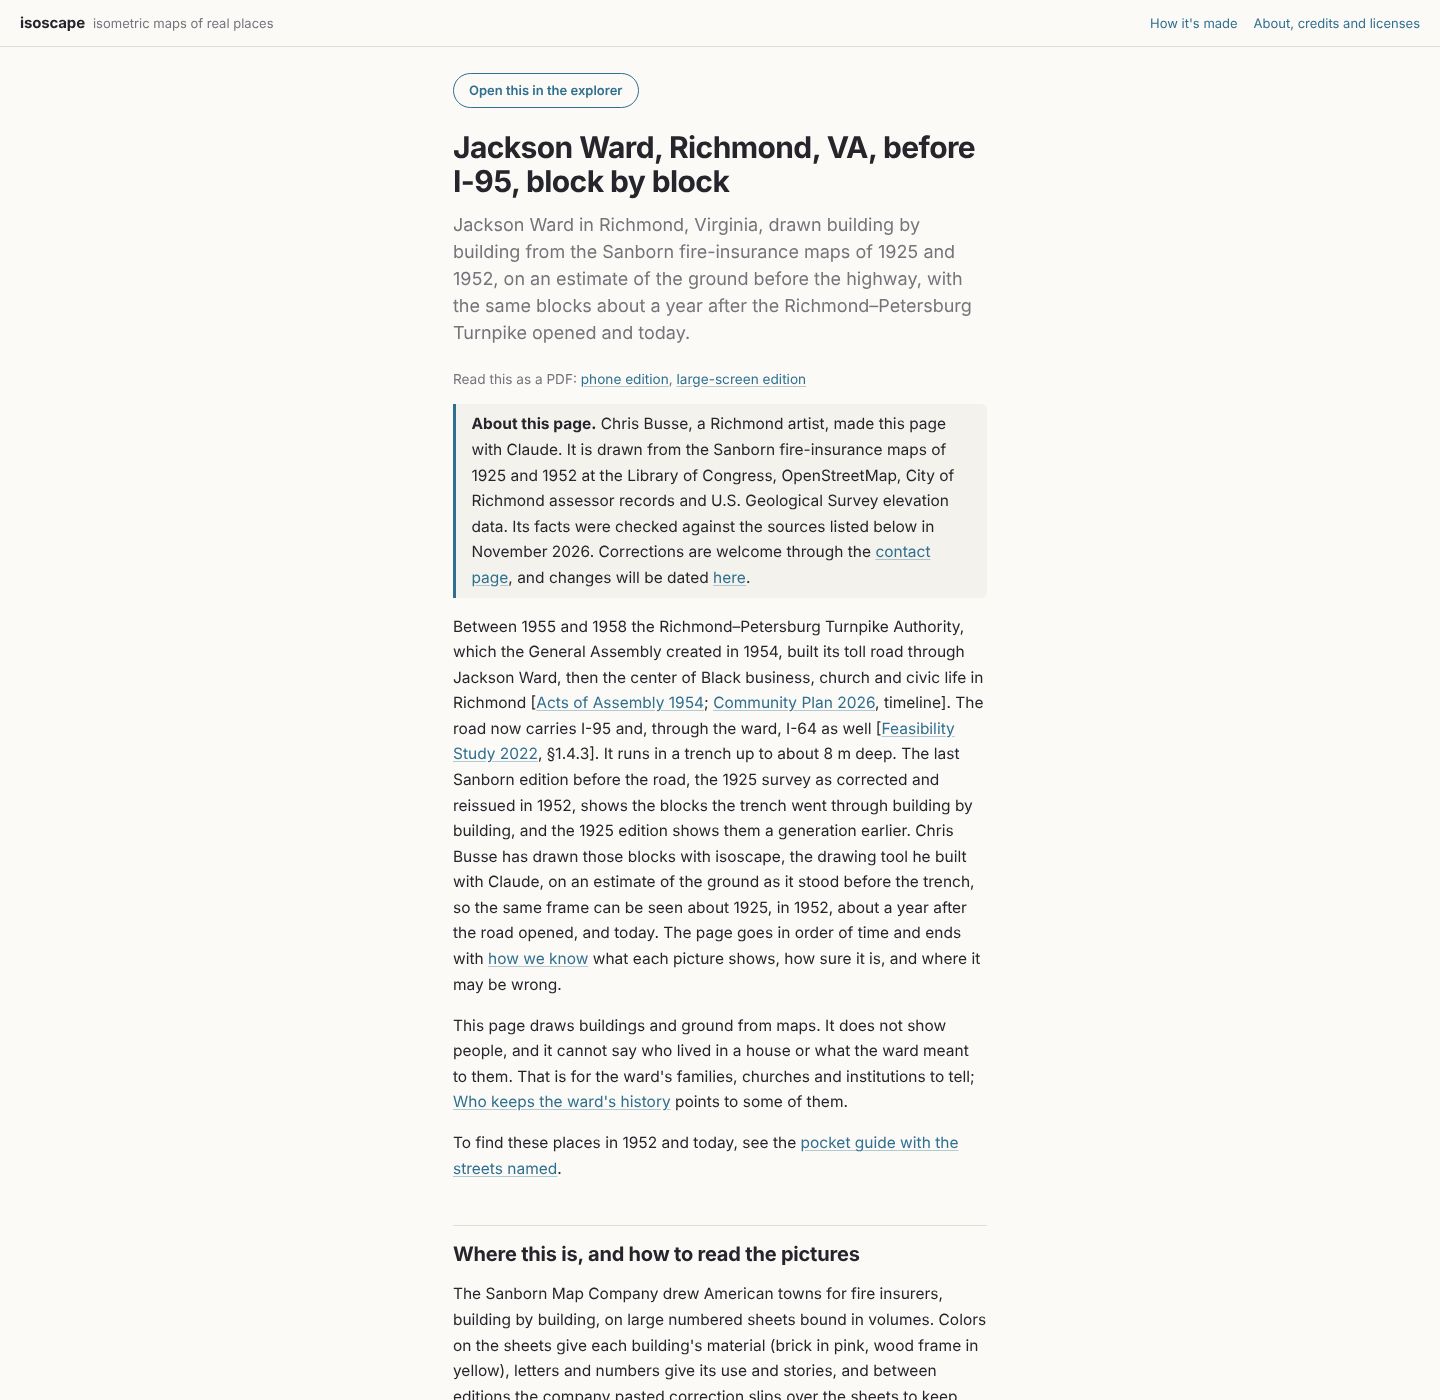 isoscape isometric maps of real places
How it's made About, credits and licenses
Open this in the explorer
Jackson Ward, Richmond, VA, before
I-95, block by block
Jackson Ward in Richmond, Virginia, drawn building by
building from the Sanborn fire-insurance maps of 1925 and
1952, on an estimate of the ground before the highway, with
the same blocks about a year after the Richmond–Petersburg
Turnpike opened and today.
Read this as a PDF: phone edition, large-screen edition
About this page. Chris Busse, a Richmond artist, made this page
with Claude. It is drawn from the Sanborn fire-insurance maps of
1925 and 1952 at the Library of Congress, OpenStreetMap, City of
Richmond assessor records and U.S. Geological Survey elevation
data. Its facts were checked against the sources listed below in
November 2026. Corrections are welcome through the contact
page, and changes will be dated here.
Between 1955 and 1958 the Richmond–Petersburg Turnpike Authority,
which the General Assembly created in 1954, built its toll road through
Jackson Ward, then the center of Black business, church and civic life in
Richmond [Acts of Assembly 1954; Community Plan 2026, timeline]. The
road now carries I-95 and, through the ward, I-64 as well [Feasibility
Study 2022, §1.4.3]. It runs in a trench up to about 8 m deep. The last
Sanborn edition before the road, the 1925 survey as corrected and
reissued in 1952, shows the blocks the trench went through building by
building, and the 1925 edition shows them a generation earlier. Chris
Busse has drawn those blocks with isoscape, the drawing tool he built
with Claude, on an estimate of the ground as it stood before the trench,
so the same frame can be seen about 1925, in 1952, about a year after
the road opened, and today. The page goes in order of time and ends
with how we know what each picture shows, how sure it is, and where it
may be wrong.
This page draws buildings and ground from maps. It does not show
people, and it cannot say who lived in a house or what the ward meant
to them. That is for the ward's families, churches and institutions to tell;
Who keeps the ward's history points to some of them.
To find these places in 1952 and today, see the pocket guide with the
streets named.
Where this is, and how to read the pictures
The Sanborn Map Company drew American towns for fire insurers,
building by building, on large numbered sheets bound in volumes. Colors
on the sheets give each building's material (brick in pink, wood frame in
yellow), letters and numbers give its use and stories, and between
editions the company pasted correction slips over the sheets to keep